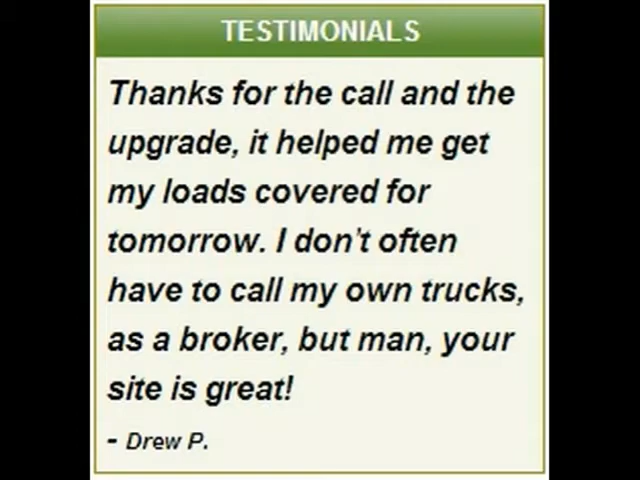 TESTIMONIALS
Thanks for the call and the
upgrade, it helped me get
my loads covered for
tomorrow. I don't often
have to call my own trucks,
as a broker, but man, your
site is great!
- Drew P.